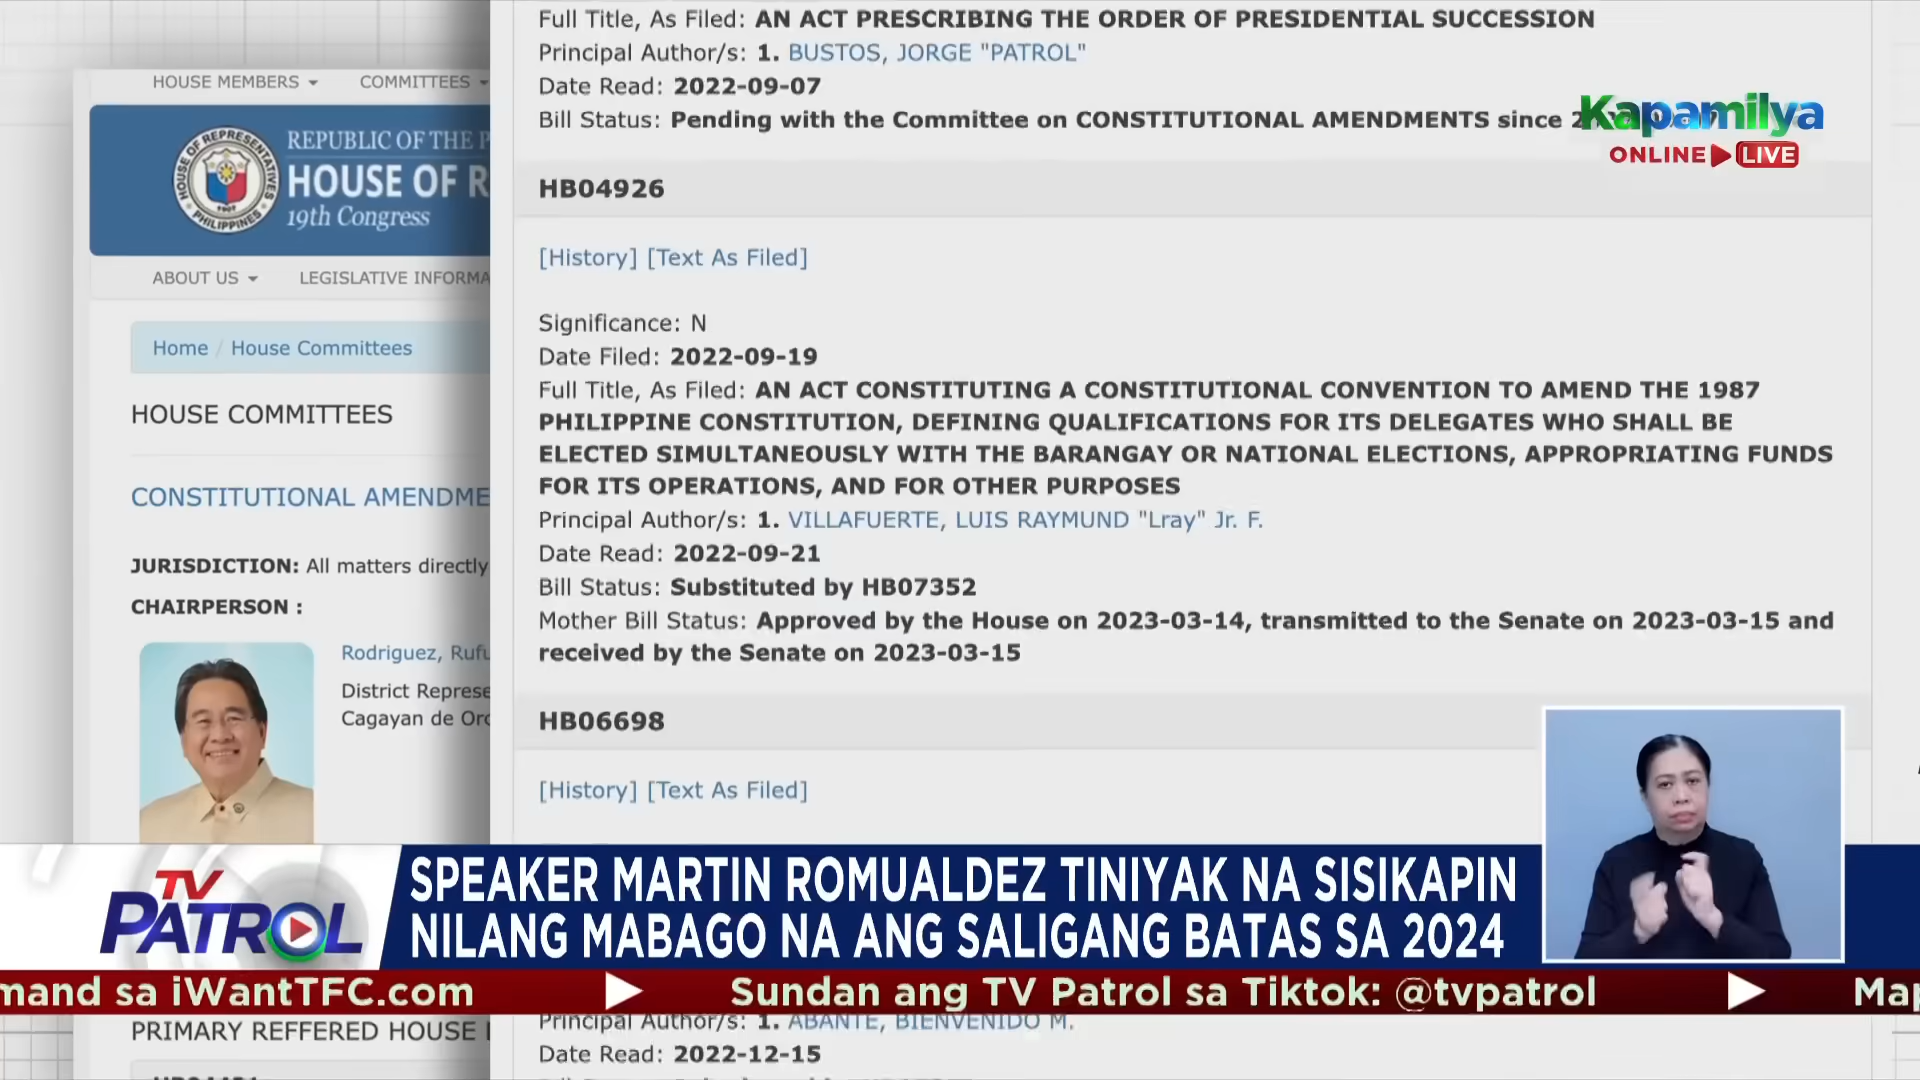 HOUSE MEMBERS
COMMITTEES
HOUSE OF REPRESENTATIVES
PHILIPPINES
1907
REPUBLIC OF THE P
HOUSE OF R
19th Congress
ABOUT US
LEGISLATIVE INFORMA
Home / House Committees
HOUSE COMMITTEES
CONSTITUTIONAL AMENDME
JURISDICTION: All matters directly
CHAIRPERSON :
Rodriguez, Rufu
District Represe
Cagayan de Oro
PRIMARY REFFERED HOUSE
Full Title, As Filed: AN ACT PRESCRIBING THE ORDER OF PRESIDENTIAL SUCCESSION
Principal Author/s: 1. BUSTOS, JORGE "PATROL"
Date Read: 2022-09-07
Bill Status: Pending with the Committee on CONSTITUTIONAL AMENDMENTS since
HB04926
[History] [Text As Filed]
Significance: N
Date Filed: 2022-09-19
Full Title, As Filed: AN ACT CONSTITUTING A CONSTITUTIONAL CONVENTION TO AMEND THE 1987
PHILIPPINE CONSTITUTION, DEFINING QUALIFICATIONS FOR ITS DELEGATES WHO SHALL BE
ELECTED SIMULTANEOUSLY WITH THE BARANGAY OR NATIONAL ELECTIONS, APPROPRIATING FUNDS
FOR ITS OPERATIONS, AND FOR OTHER PURPOSES
Principal Author/s: 1. VILLAFUERTE, LUIS RAYMUND "Lray" Jr. F.
Date Read: 2022-09-21
Bill Status: Substituted by HB07352
Mother Bill Status: Approved by the House on 2023-03-14, transmitted to the Senate on 2023-03-15 and
received by the Senate on 2023-03-15
HB06698
[History] [Text As Filed]
Principal Author/s: 1. ABANTE, BIENVENIDO M.
Date Read: 2022-12-15
Kapamilya
ONLINE LIVE
TV
PATROL
SPEAKER MARTIN ROMUALDEZ TINIYAK NA SISIKAPIN
NILANG MABAGO NA ANG SALIGANG BATAS SA 2024
mand sa iWantTFC.com
Sundan ang TV Patrol sa Tiktok: @tvpatrol
Map